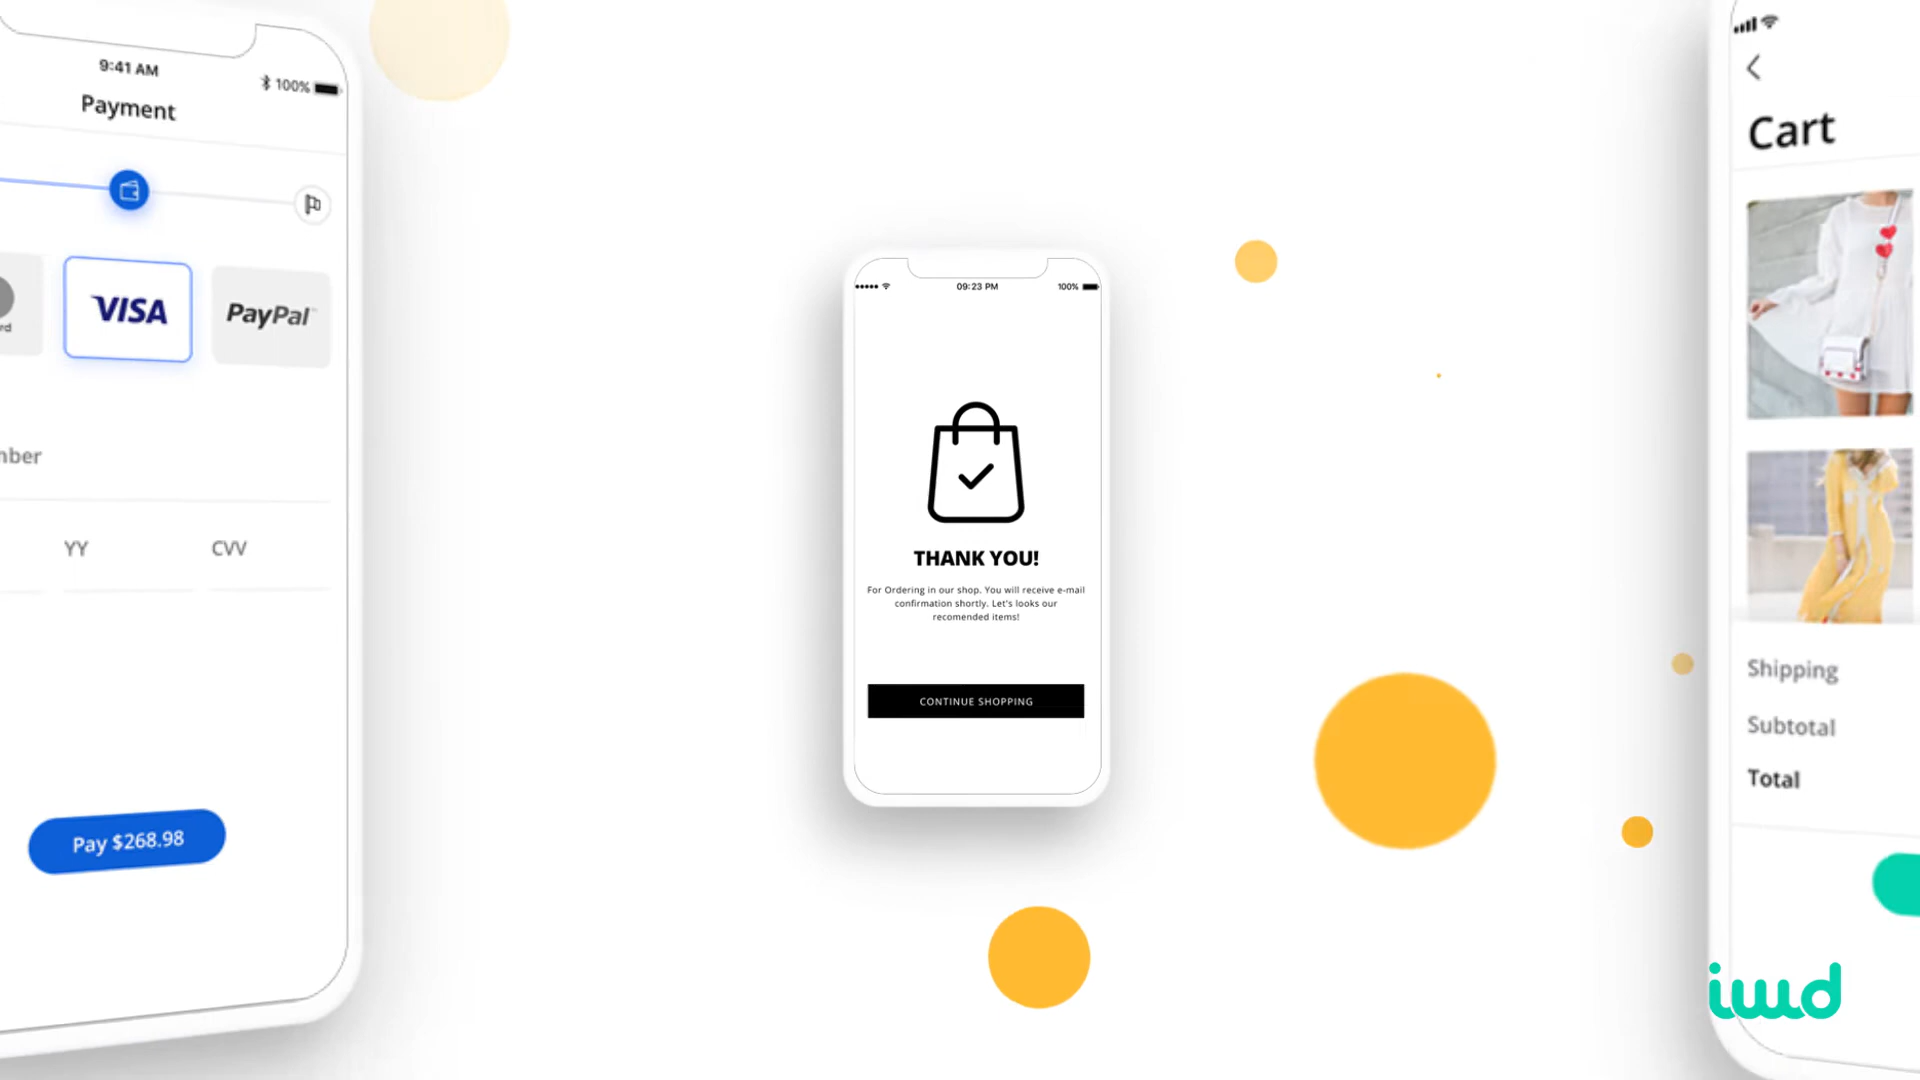 9:41 AM
100%
Payment
VISA
PayPal
YY
CVV
Pay $268.98
09:23 PM
100%
THANK YOU!
For Ordering in our shop. You will receive e-mail
confirmation shortly. Let's looks our
recomended items!
CONTINUE SHOPPING
Cart
Shipping
Subtotal
Total
iwd